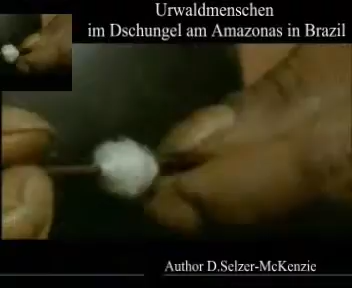 Urwaldmenschen
im Dschungel am Amazonas in Brazil
Author D.Selzer-McKenzie